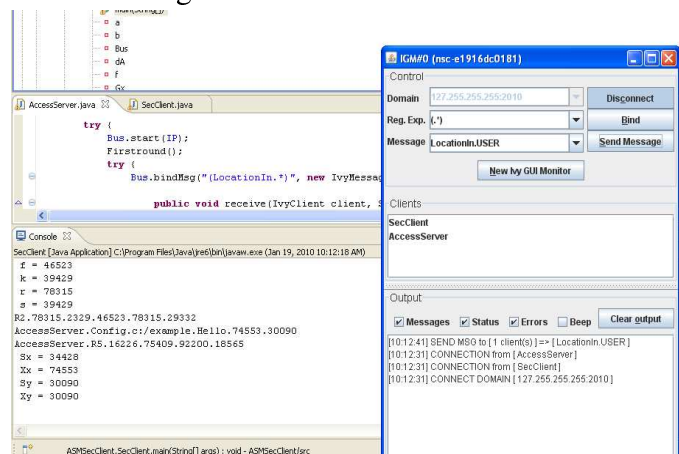 main(String[])
a
b
Bus
dA
f
Gx
AccessServer.java
SecClient.java
try {
Bus.start(IP);
Firstround();
try {
Bus.bindMsg("(LocationIn.*)", new IvyMessag
public void receive(IvyClient client, S
Console
SecClient [Java Application] C:\Program Files\Java\jre6\bin\javaw.exe (Jan 19, 2010 10:12:18 AM)
f = 46523
k = 39429
r = 78315
s = 39429
R2.78315.2329.46523.78315.29332
AccessServer.Config.c:/example.Hello.74553.30090
AccessServer.R5.16226.75409.92200.18565
Sx = 34428
Xx = 74553
Sy = 30090
Xy = 30090
ASMSecClient.SecClient.main(String[] args) : void - ASMSecClient/src
IGM#0 (nsc-e1916dc0181)
Control
Domain 127.255.255.255:2010 Disconnect
Reg. Exp. (.*) Bind
Message LocationIn.USER Send Message
New Ivy GUI Monitor
Clients
SecClient
AccessServer
Output
Messages Status Errors Beep Clear output
[10:12:41] SEND MSG to [ 1 client(s) ] => [ LocationIn.USER ]
[10:12:31] CONNECTION from [ AccessServer ]
[10:12:31] CONNECTION from [ SecClient ]
[10:12:31] CONNECT DOMAIN [ 127.255.255.255:2010 ]